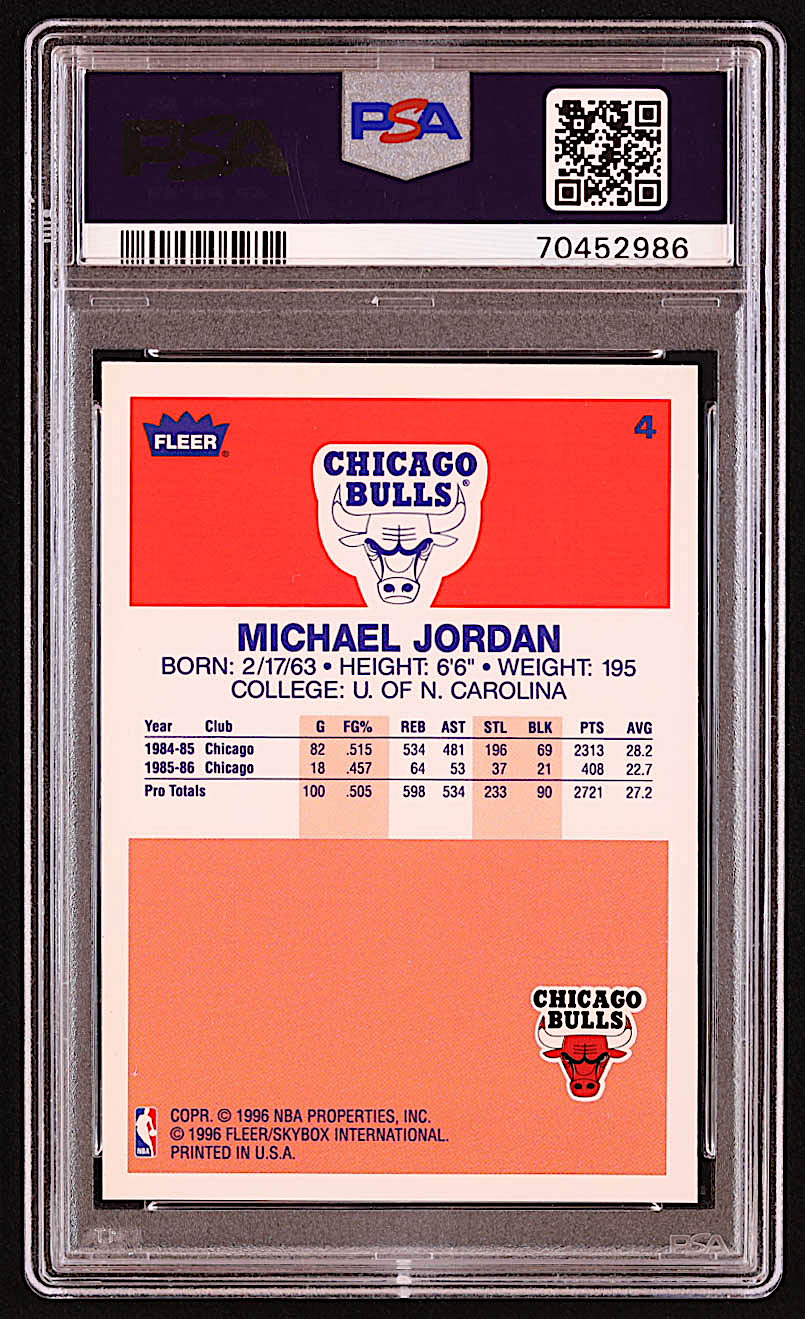 PSA
PSA
70452986
FLEER®
4
CHICAGO
BULLS®
MICHAEL JORDAN
BORN: 2/17/63 • HEIGHT: 6'6" • WEIGHT: 195
COLLEGE: U. OF N. CAROLINA
Year Club G FG% REB AST STL BLK PTS AVG
1984-85 Chicago 82 .515 534 481 196 69 2313 28.2
1985-86 Chicago 18 .457 64 53 37 21 408 22.7
Pro Totals 100 .505 598 534 233 90 2721 27.2
CHICAGO
BULLS
NBA
COPR. © 1996 NBA PROPERTIES, INC.
© 1996 FLEER/SKYBOX INTERNATIONAL.
PRINTED IN U.S.A.
PSA